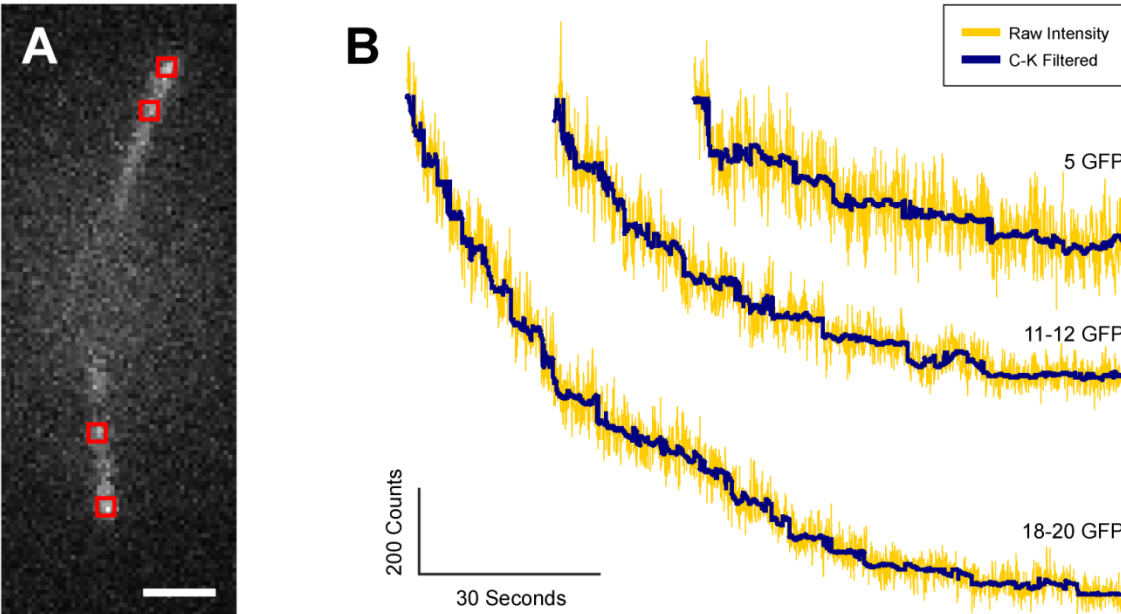 A
B
Raw Intensity
C-K Filtered
5 GFP
11-12 GFP
18-20 GFP
200 Counts
30 Seconds